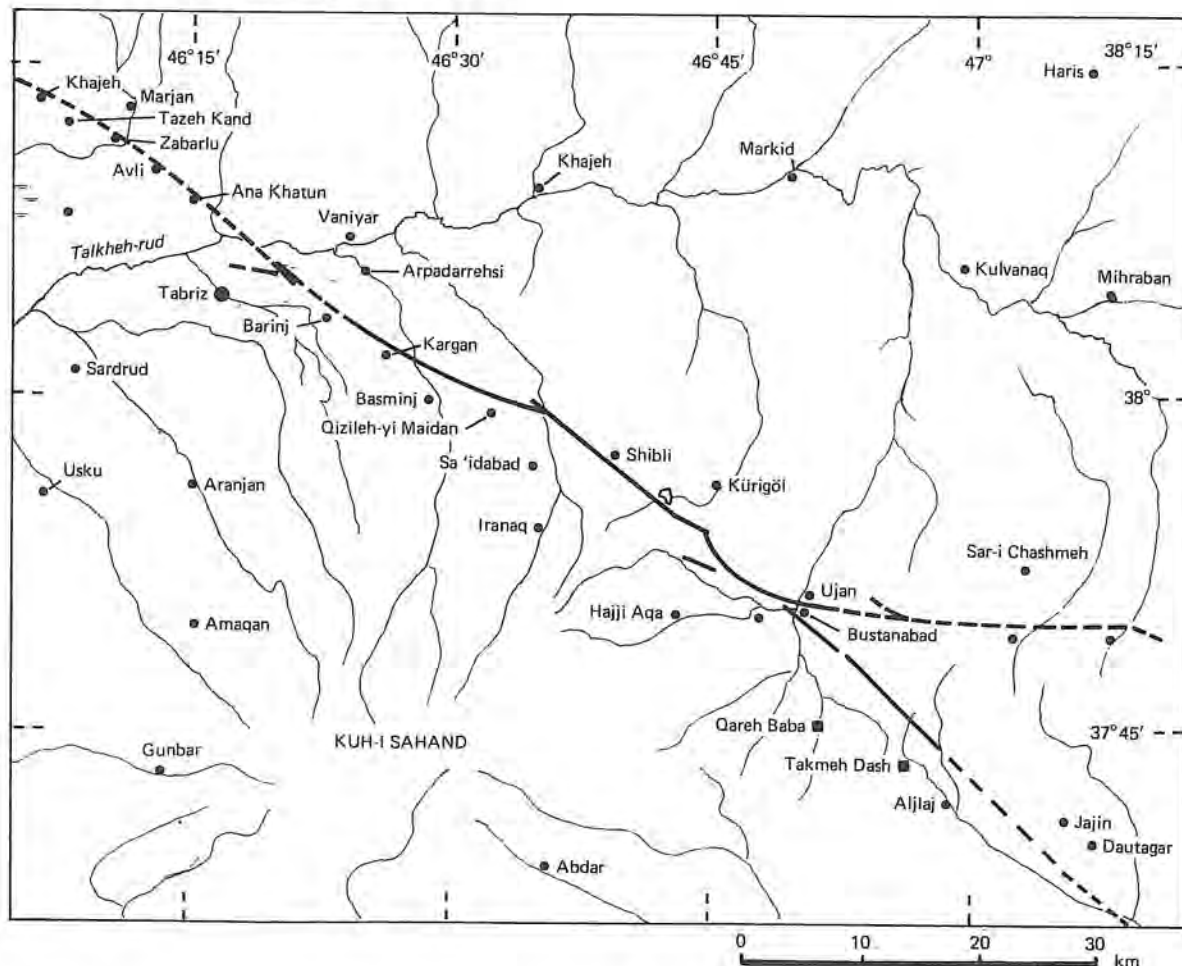 46°15'
46°30'
46°45'
47°
38°15'
Khajeh
Marjan
Haris
Tazeh Kand
Zabarlu
Avli
Khajeh
Markid
Ana Khatun
Vaniyar
Talkheh-rud
Arpadarrehsi
Kulvanaq
Mihraban
Tabriz
Barinj
Kargan
Sardrud
38°
Basminj
Qizileh-yi Maidan
Shibli
Sa 'idabad
Usku
Aranjan
Kürigöl
Iranaq
Sar-i Chashmeh
Ujan
Hajji Aqa
Amaqan
Bustanabad
Qareh Baba
37°45'
KUH-I SAHAND
Gunbar
Takmeh Dash
Aljlaj
Jajin
Dautagar
Abdar
0 10 20 30
km